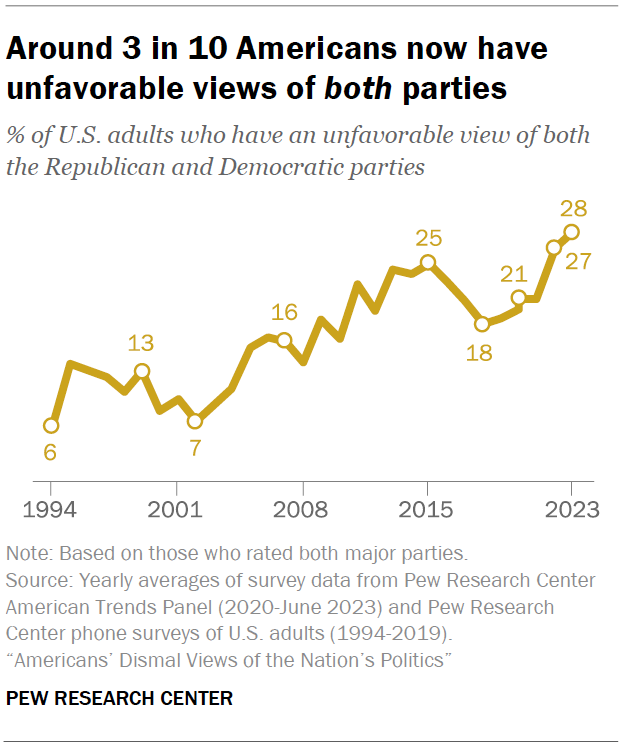 Around 3 in 10 Americans now have
unfavorable views of both parties
% of U.S. adults who have an unfavorable view of both
the Republican and Democratic parties
28
25
27
21
16
13
18
7
6
1994 2001 2008 2015 2023
Note: Based on those who rated both major parties.
Source: Yearly averages of survey data from Pew Research Center
American Trends Panel (2020-June 2023) and Pew Research
Center phone surveys of U.S. adults (1994-2019).
“Americans’ Dismal Views of the Nation’s Politics”
PEW RESEARCH CENTER